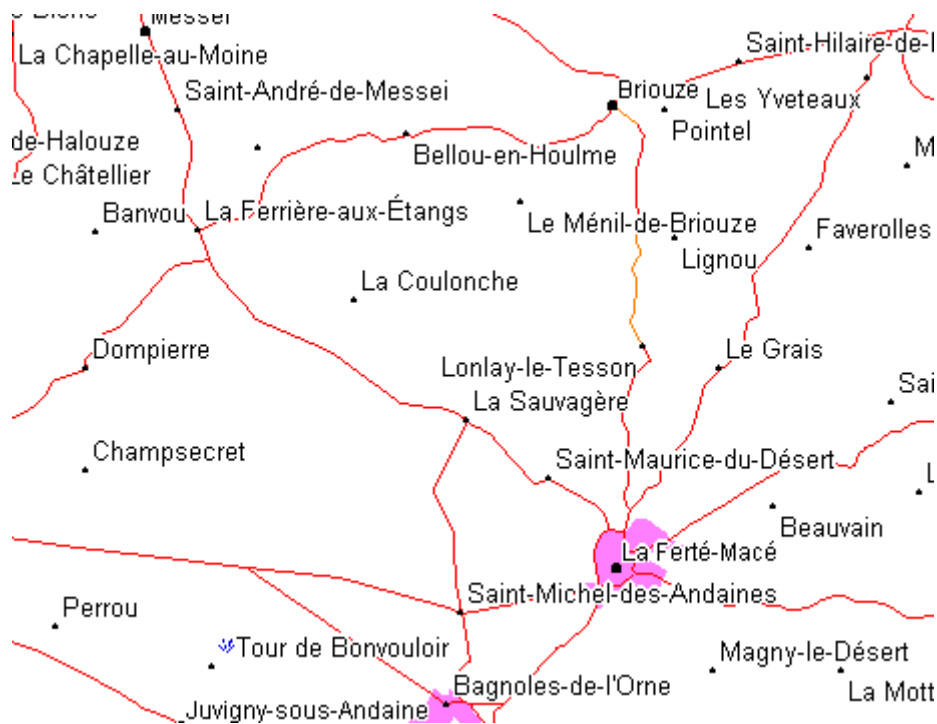 Messei
La Chapelle-au-Moine
Saint-Hilaire-de-
Saint-André-de-Messei
Briouze
Les Yveteaux
Pointel
de-Halouze
Bellou-en-Houlme
Le Châtellier
M
Banvou
La Ferrière-aux-Étangs
Le Ménil-de-Briouze
Faverolles
Lignou
La Coulonche
Dompierre
Le Grais
Lonlay-le-Tesson
Sai
La Sauvagère
Champsecret
Saint-Maurice-du-Désert
L
Beauvain
La Ferté-Macé
Saint-Michel-des-Andaines
Perrou
Tour de Bonvouloir
Magny-le-Désert
Bagnoles-de-l'Orne
La Mott
Juvigny-sous-Andaine